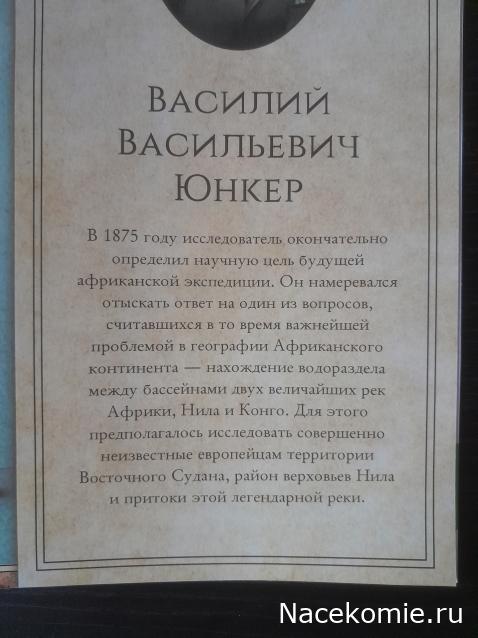 Василий
Васильевич
Юнкер
В 1875 году исследователь окончательно
определил научную цель будущей
африканской экспедиции. Он намеревался
отыскать ответ на один из вопросов,
считавшихся в то время важнейшей
проблемой в географии Африканского
континента — нахождение водораздела
между бассейнами двух величайших рек
Африки, Нила и Конго. Для этого
предполагалось исследовать совершенно
неизвестные европейцам территории
Восточного Судана, район верховьев Нила
и притоки этой легендарной реки.
Nacekomie.ru